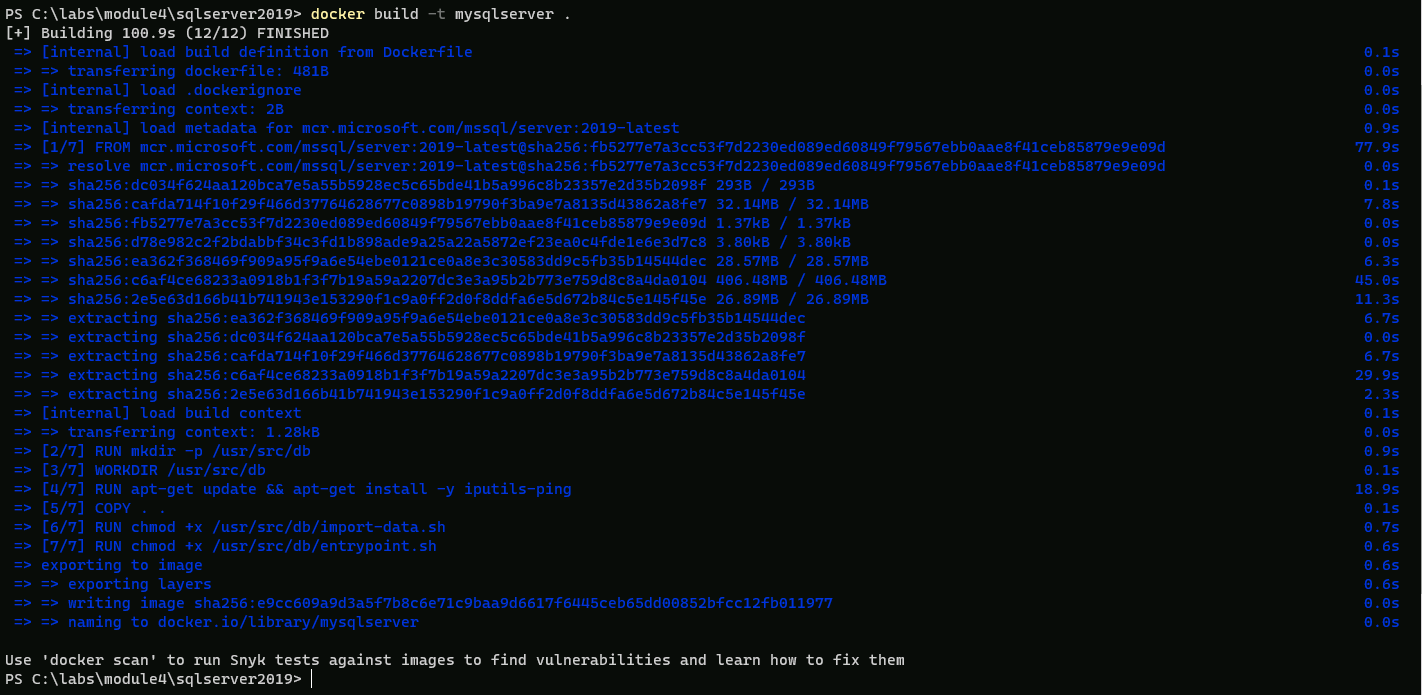 PS C:\labs\module4\sqlserver2019> docker build -t mysqlserver .
[+] Building 100.9s (12/12) FINISHED
=> [internal] load build definition from Dockerfile 0.1s
=> => transferring dockerfile: 481B 0.0s
=> [internal] load .dockerignore 0.0s
=> => transferring context: 2B 0.0s
=> [internal] load metadata for mcr.microsoft.com/mssql/server:2019-latest 0.9s
=> [1/7] FROM mcr.microsoft.com/mssql/server:2019-latest@sha256:fb5277e7a3cc53f7d2230ed089ed60849f79567ebb0aae8f41ceb85879e9e09d 77.9s
=> => resolve mcr.microsoft.com/mssql/server:2019-latest@sha256:fb5277e7a3cc53f7d2230ed089ed60849f79567ebb0aae8f41ceb85879e9e09d 0.0s
=> => sha256:dc034f624aa120bca7e5a55b5928ec5c65bde41b5a996c8b23357e2d35b2098f 293B / 293B 0.1s
=> => sha256:cafda714f10f29f466d37764628677c0898b19790f3ba9e7a8135d43862a8fe7 32.14MB / 32.14MB 7.8s
=> => sha256:fb5277e7a3cc53f7d2230ed089ed60849f79567ebb0aae8f41ceb85879e9e09d 1.37kB / 1.37kB 0.0s
=> => sha256:d78e982c2f2bdabbf34c3fd1b898ade9a25a22a5872ef23ea0c4fde1e6e3d7c8 3.80kB / 3.80kB 0.0s
=> => sha256:ea362f368469f909a95f9a6e54ebe0121ce0a8e3c30583dd9c5fb35b14544dec 28.57MB / 28.57MB 6.3s
=> => sha256:c6af4ce68233a0918b1f3f7b19a59a2207dc3e3a95b2b773e759d8c8a4da0104 406.48MB / 406.48MB 45.0s
=> => sha256:2e5e63d166b41b741943e153290f1c9a0ff2d0f8ddfa6e5d672b84c5e145f45e 26.89MB / 26.89MB 11.3s
=> => extracting sha256:ea362f368469f909a95f9a6e54ebe0121ce0a8e3c30583dd9c5fb35b14544dec 6.7s
=> => extracting sha256:dc034f624aa120bca7e5a55b5928ec5c65bde41b5a996c8b23357e2d35b2098f 0.0s
=> => extracting sha256:cafda714f10f29f466d37764628677c0898b19790f3ba9e7a8135d43862a8fe7 6.7s
=> => extracting sha256:c6af4ce68233a0918b1f3f7b19a59a2207dc3e3a95b2b773e759d8c8a4da0104 29.9s
=> => extracting sha256:2e5e63d166b41b741943e153290f1c9a0ff2d0f8ddfa6e5d672b84c5e145f45e 2.3s
=> [internal] load build context 0.1s
=> => transferring context: 1.28kB 0.0s
=> [2/7] RUN mkdir -p /usr/src/db 0.9s
=> [3/7] WORKDIR /usr/src/db 0.1s
=> [4/7] RUN apt-get update && apt-get install -y iputils-ping 18.9s
=> [5/7] COPY . . 0.1s
=> [6/7] RUN chmod +x /usr/src/db/import-data.sh 0.7s
=> [7/7] RUN chmod +x /usr/src/db/entrypoint.sh 0.6s
=> exporting to image 0.6s
=> => exporting layers 0.6s
=> => writing image sha256:e9cc609a9d3a5f7b8c6e71c9baa9d6617f6445ceb65dd00852bfcc12fb011977 0.0s
=> => naming to docker.io/library/mysqlserver 0.0s
Use 'docker scan' to run Snyk tests against images to find vulnerabilities and learn how to fix them
PS C:\labs\module4\sqlserver2019>